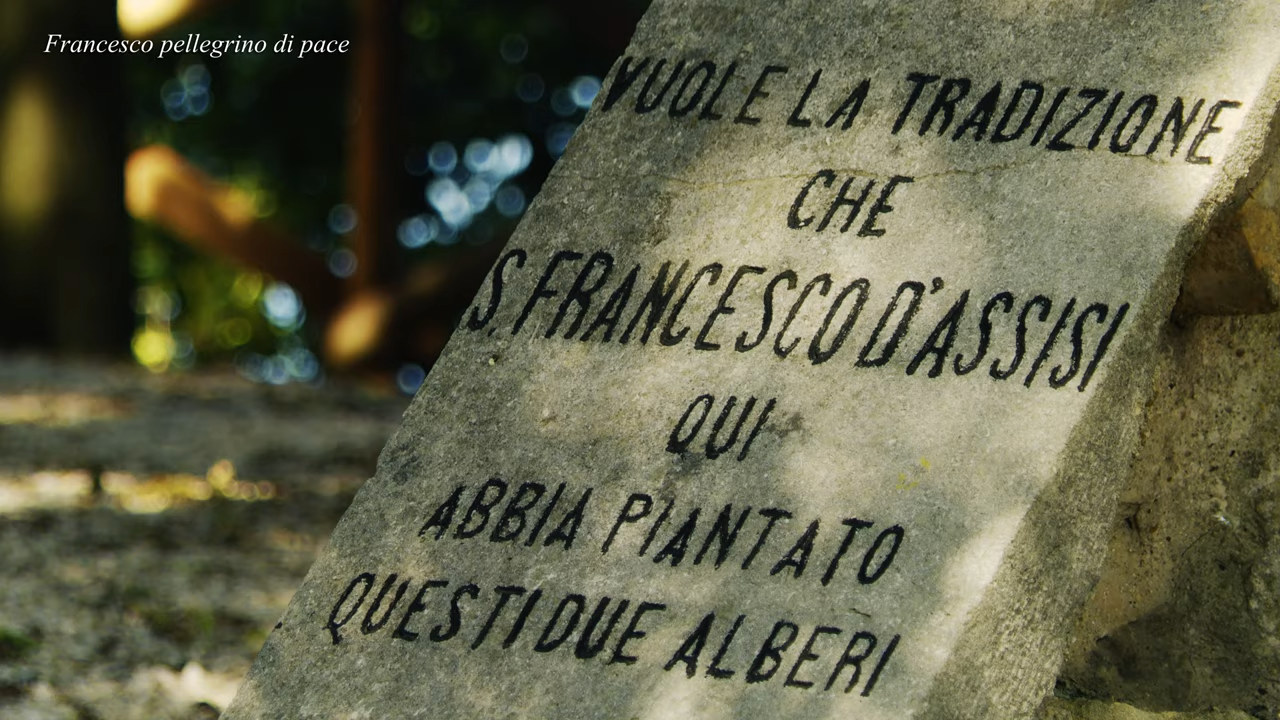 Francesco pellegrino di pace
VUOLE LA TRADIZIONE
CHE
S. FRANCESCO D'ASSISI
QUI
ABBIA PIANTATO
QUESTI DUE ALBERI